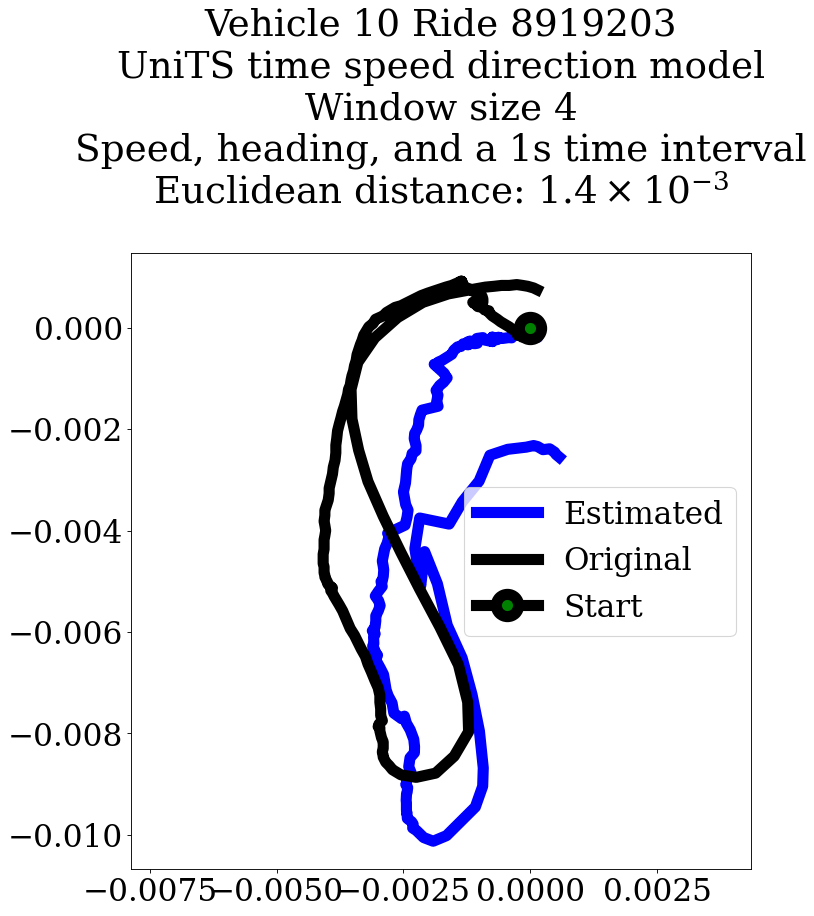 Vehicle 10 Ride 8919203
UniTS time speed direction model
Window size 4
Speed, heading, and a 1s time interval
Euclidean distance: 1.4 × 10⁻³
0.000
−0.002
−0.004
−0.006
−0.008
−0.010
Estimated
Original
Start
−0.0075 −0.0050 −0.0025 0.0000 0.0025